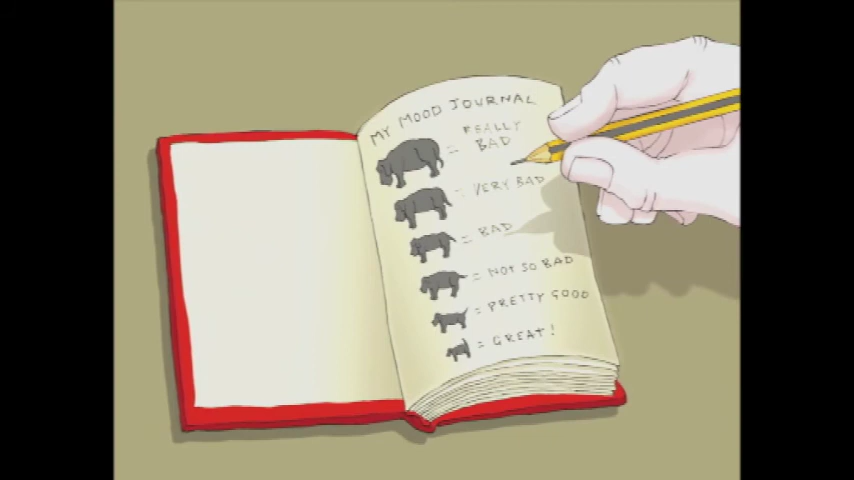 MY MOOD JOURNAL
= REALLY
BAD
= VERY BAD
= BAD
= NOT SO BAD
= PRETTY GOOD
= GREAT!